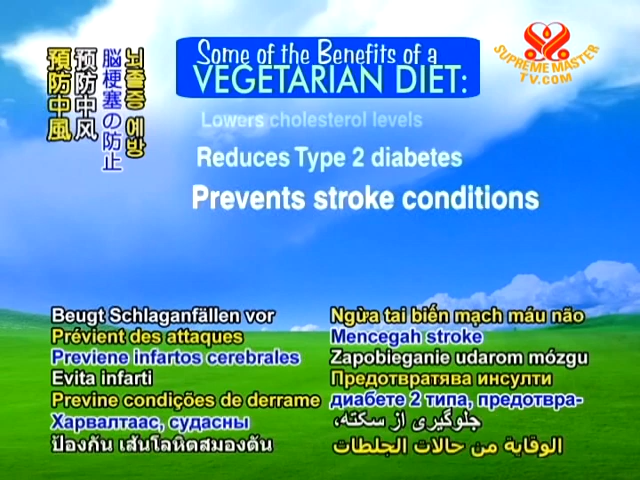 預防中風
预防中风
脳梗塞の防止
뇌졸중 예방
Some of the Benefits of a
VEGETARIAN DIET:
SUPREME MASTER
TV.COM
Lowers cholesterol levels
Reduces Type 2 diabetes
Prevents stroke conditions
Beugt Schlaganfällen vor
Prévient des attaques
Previene infartos cerebrales
Evita infarti
Previne condições de derrame
Харвалтаас, судасны
ป้องกัน เส้นโลหิตสมองตัน
Ngừa tai biến mạch máu não
Mencegah stroke
Zapobieganie udarom mózgu
Предотвратява инсулти
диабете 2 типа, предотвра-
جلوگیری از سکته،
الوقاية من حالات الجلطات